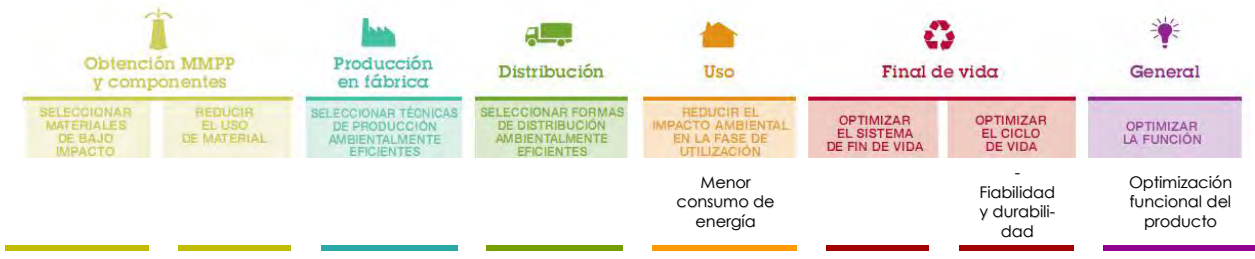 Obtención MMPP
y componentes
Producción
en fábrica
Distribución
Uso
Final de vida
General
SELECCIONAR
MATERIALES
DE BAJO
IMPACTO
REDUCIR
EL USO
DE MATERIAL
SELECCIONAR TÉCNICAS
DE PRODUCCIÓN
AMBIENTALMENTE
EFICIENTES
SELECCIONAR FORMAS
DE DISTRIBUCIÓN
AMBIENTALMENTE
EFICIENTES
REDUCIR EL
IMPACTO AMBIENTAL
EN LA FASE DE
UTILIZACIÓN
OPTIMIZAR
EL SISTEMA
DE FIN DE VIDA
OPTIMIZAR
EL CICLO
DE VIDA
OPTIMIZAR
LA FUNCIÓN
Menor
consumo de
energía
-
Fiabilidad
y durabili-
dad
Optimización
funcional del
producto